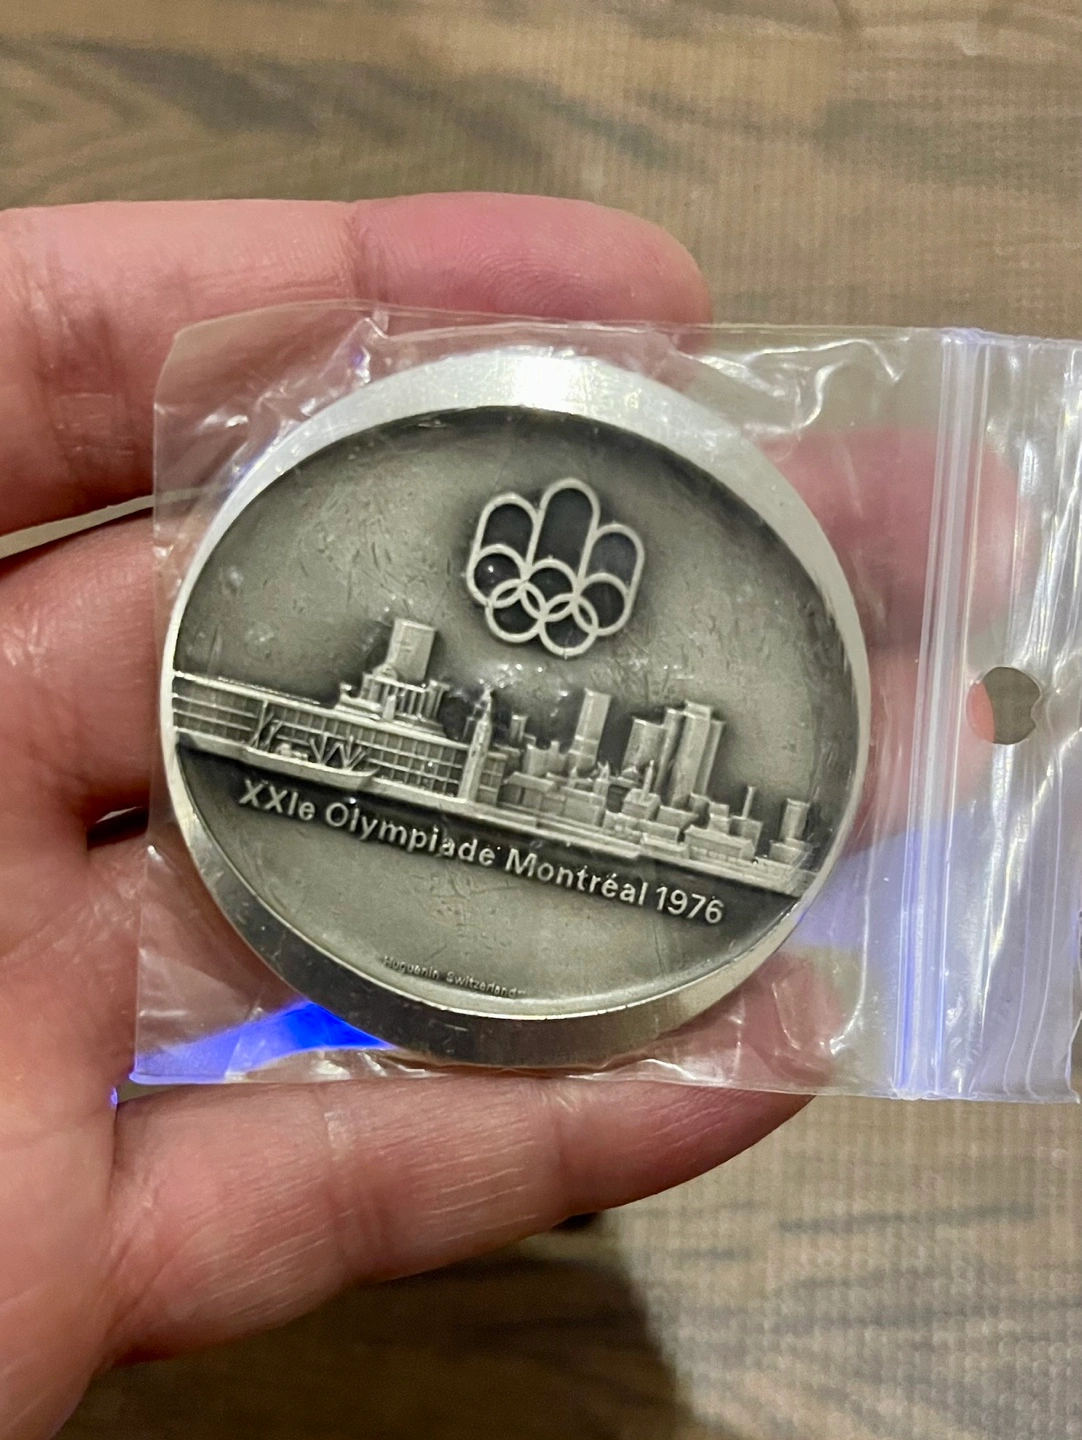 XXIe Olympiade Montréal 1976
Huguenin Switzerland